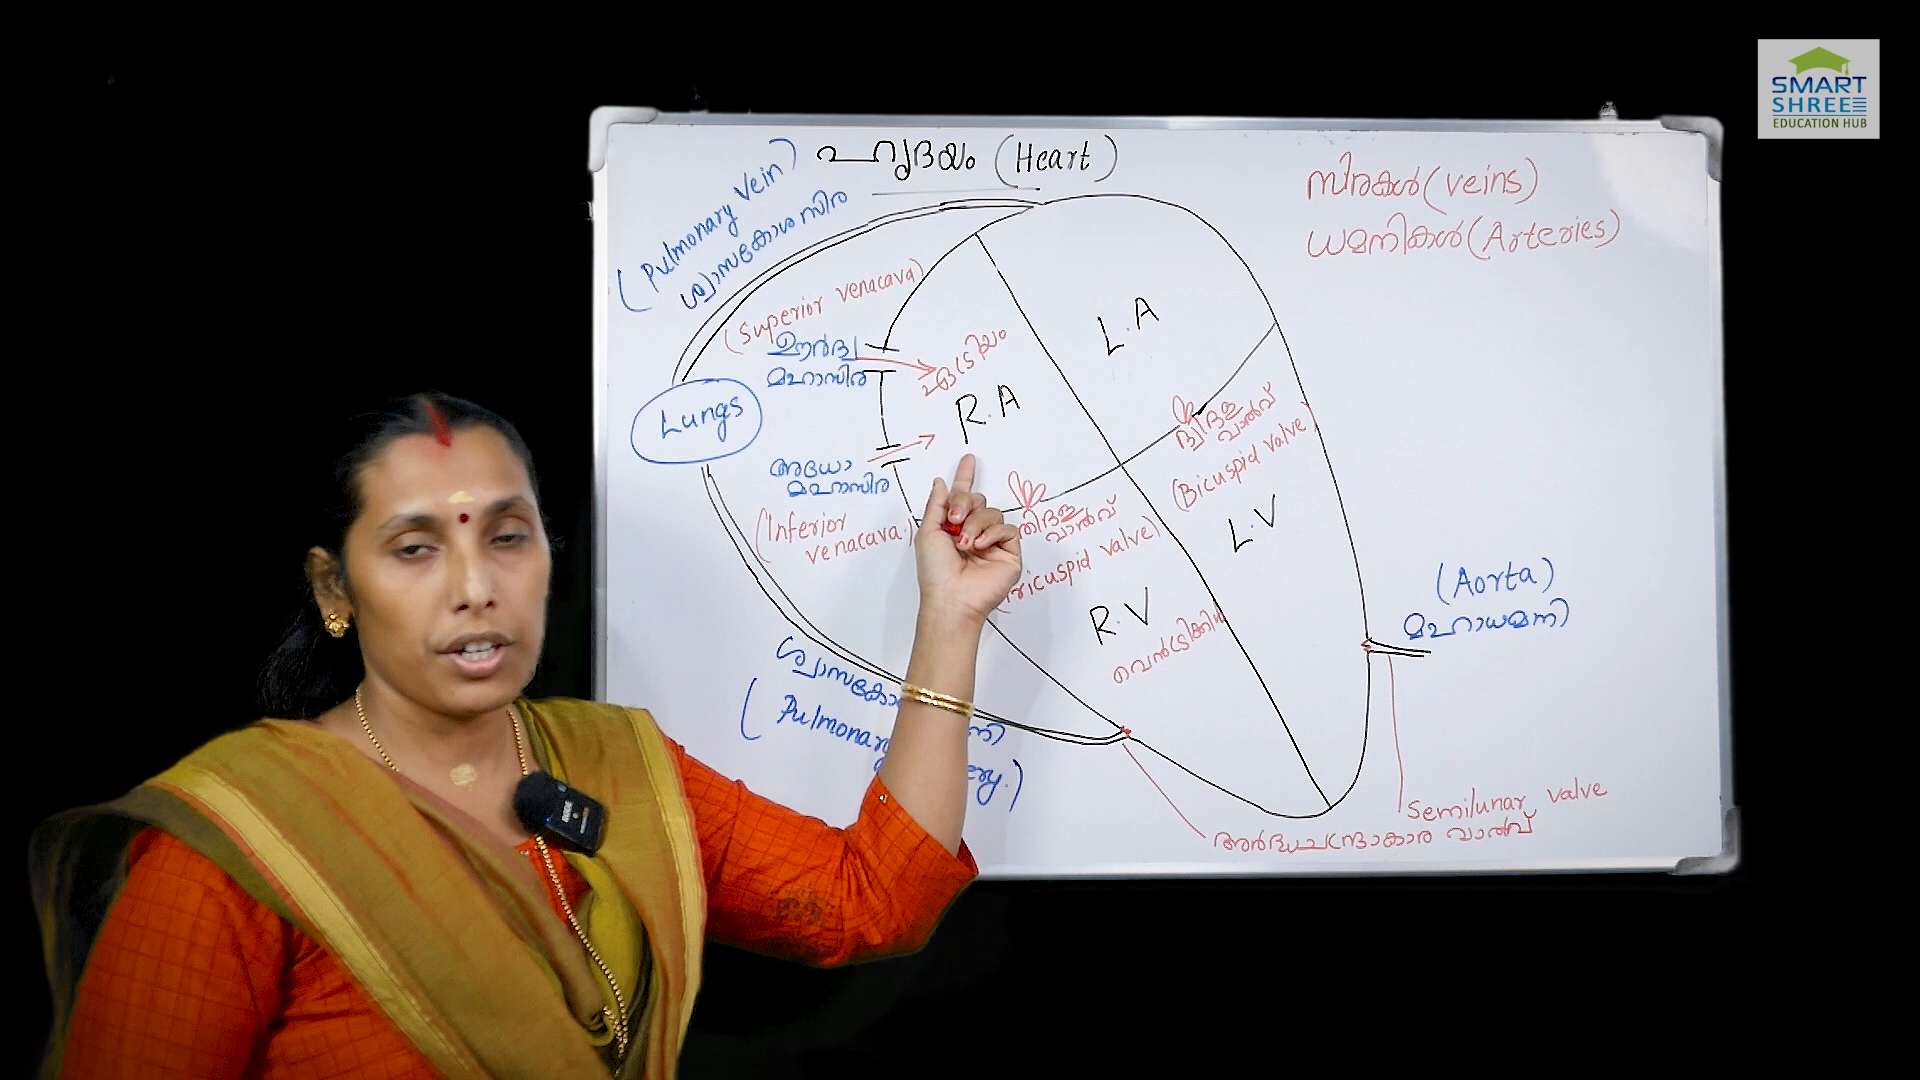 SMART
SHREE
EDUCATION HUB
ഹൃദയം (Heart)
(Pulmonary Vein)
ശ്വാസകോശ സിര
സിരകൾ (veins)
ധമനികൾ (Arteries)
(Superior venacava)
ഊർദ്ധ്വ
മഹാസിര
ഏട്രിയം
R.A
L.A
Lungs
അധോ
മഹാസിര
(Inferior
venacava)
ത്രിദള
വാൽവ്
(Tricuspid valve)
ദ്വിദള
വാൽവ്
(Bicuspid valve)
L.V
R.V
വെൻട്രിക്കിൾ
(Aorta)
മഹാധമനി
(Pulmonary
Semilunar valve
അർദ്ധചന്ദ്രാകാര വാൽവ്